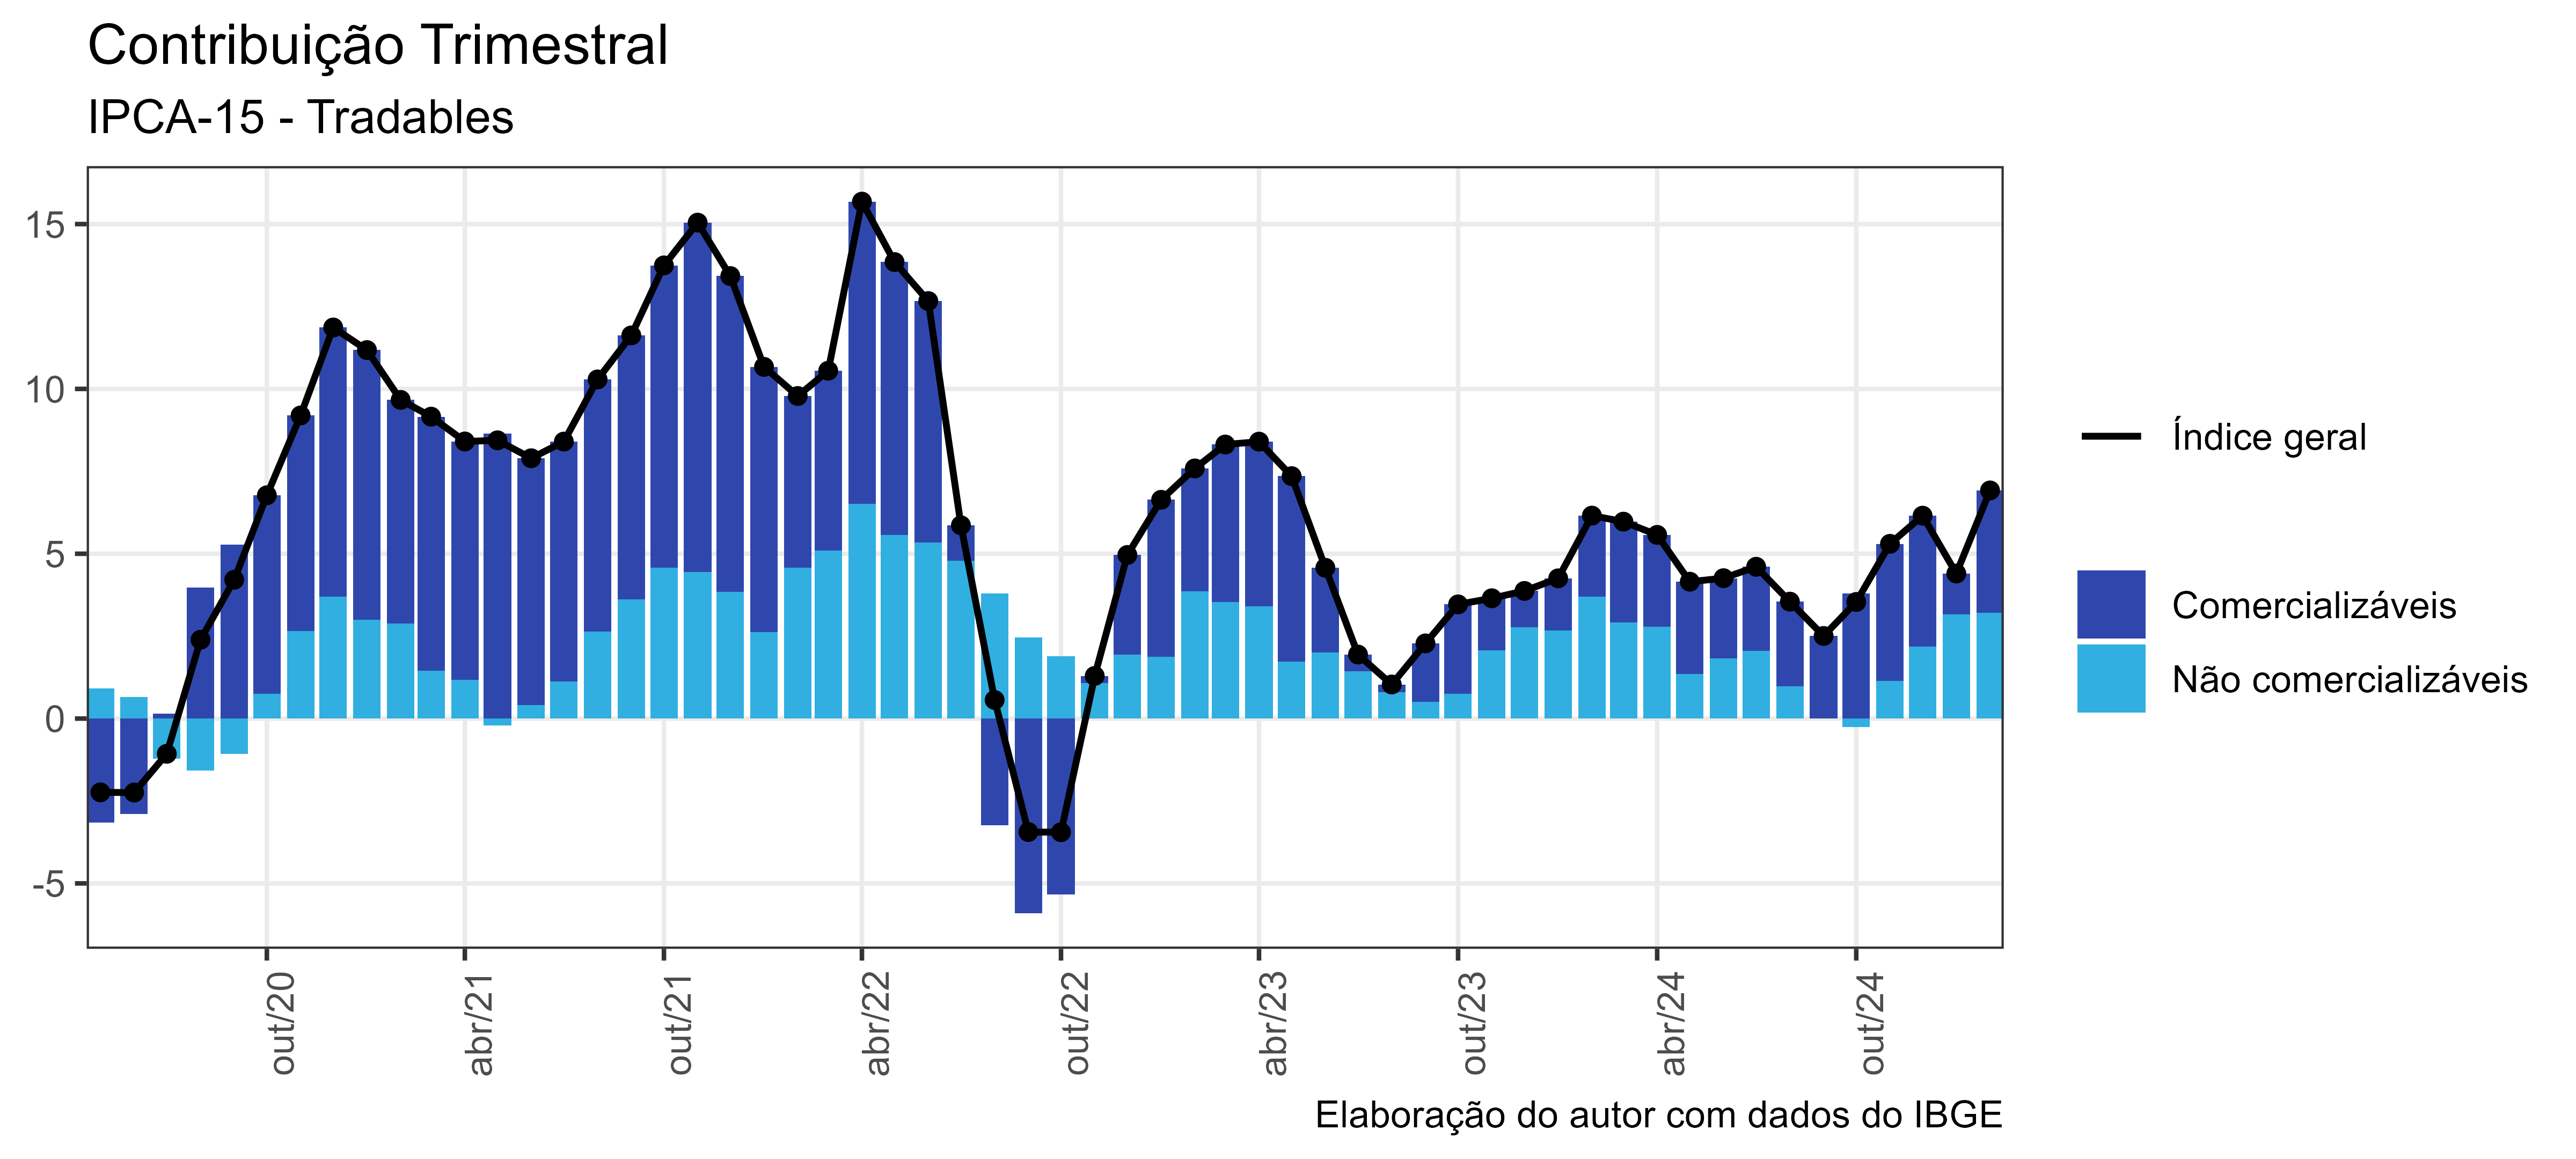 Contribuição Trimestral
IPCA-15 - Tradables
15
10
5
0
-5
out/20
abr/21
out/21
abr/22
out/22
abr/23
out/23
abr/24
out/24
Índice geral
Comercializáveis
Não comercializáveis
Elaboração do autor com dados do IBGE